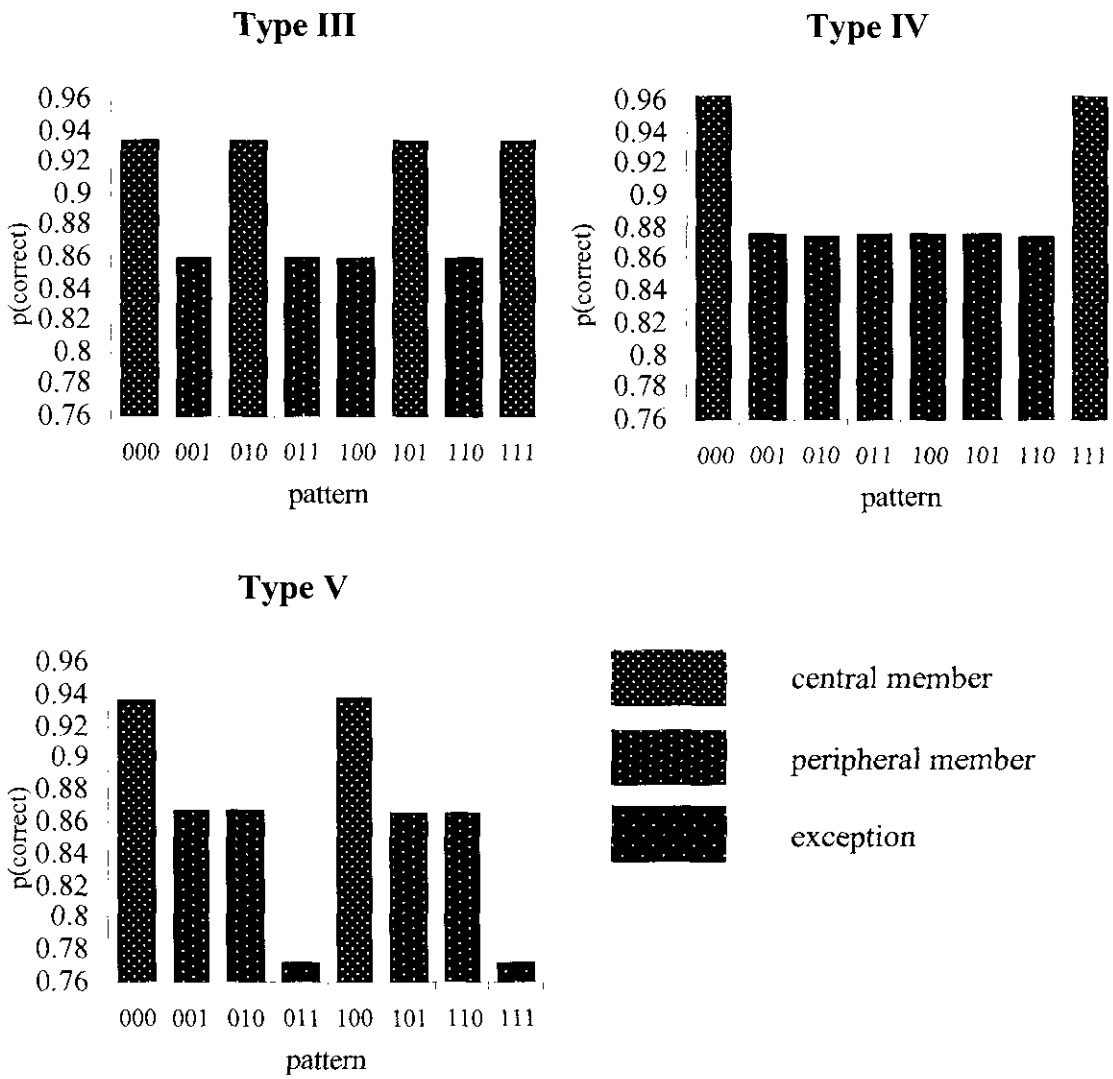 Type III
0.96
0.94
0.92
0.9
0.88
0.86
0.84
0.82
0.8
0.78
0.76
p(correct)
000 001 010 011 100 101 110 111
pattern
Type IV
0.96
0.94
0.92
0.9
0.88
0.86
0.84
0.82
0.8
0.78
0.76
p(correct)
000 001 010 011 100 101 110 111
pattern
Type V
0.96
0.94
0.92
0.9
0.88
0.86
0.84
0.82
0.8
0.78
0.76
p(correct)
000 001 010 011 100 101 110 111
pattern
central member
peripheral member
exception